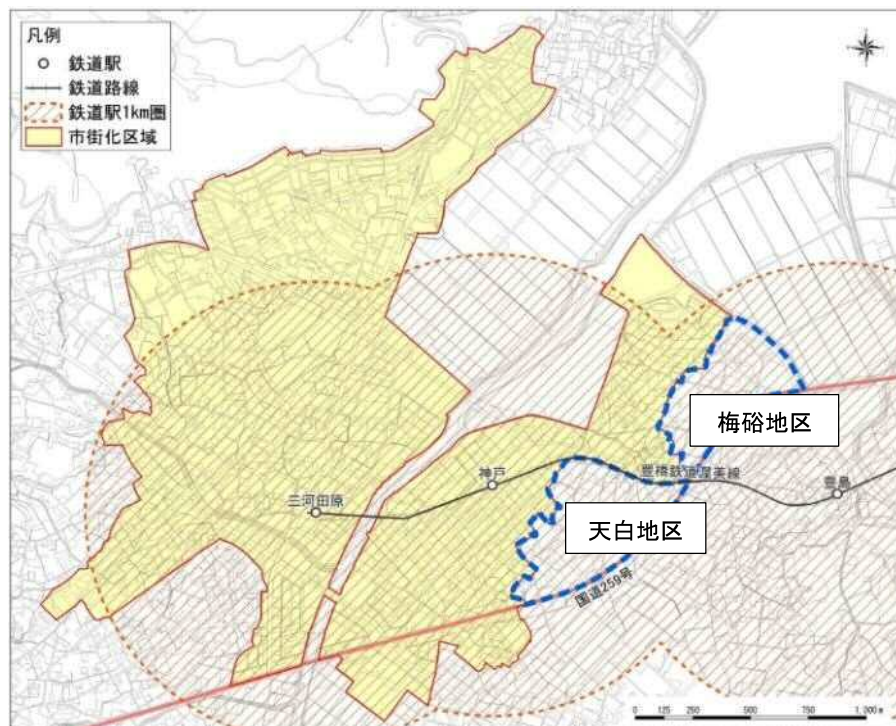 凡例
鉄道駅
鉄道路線
鉄道駅1km圏
市街化区域
梅硲地区
豊橋鉄道渥美線
神戸
豊島
三河田原
天白地区
国道259号
0 125 250 500 750 1,000 m